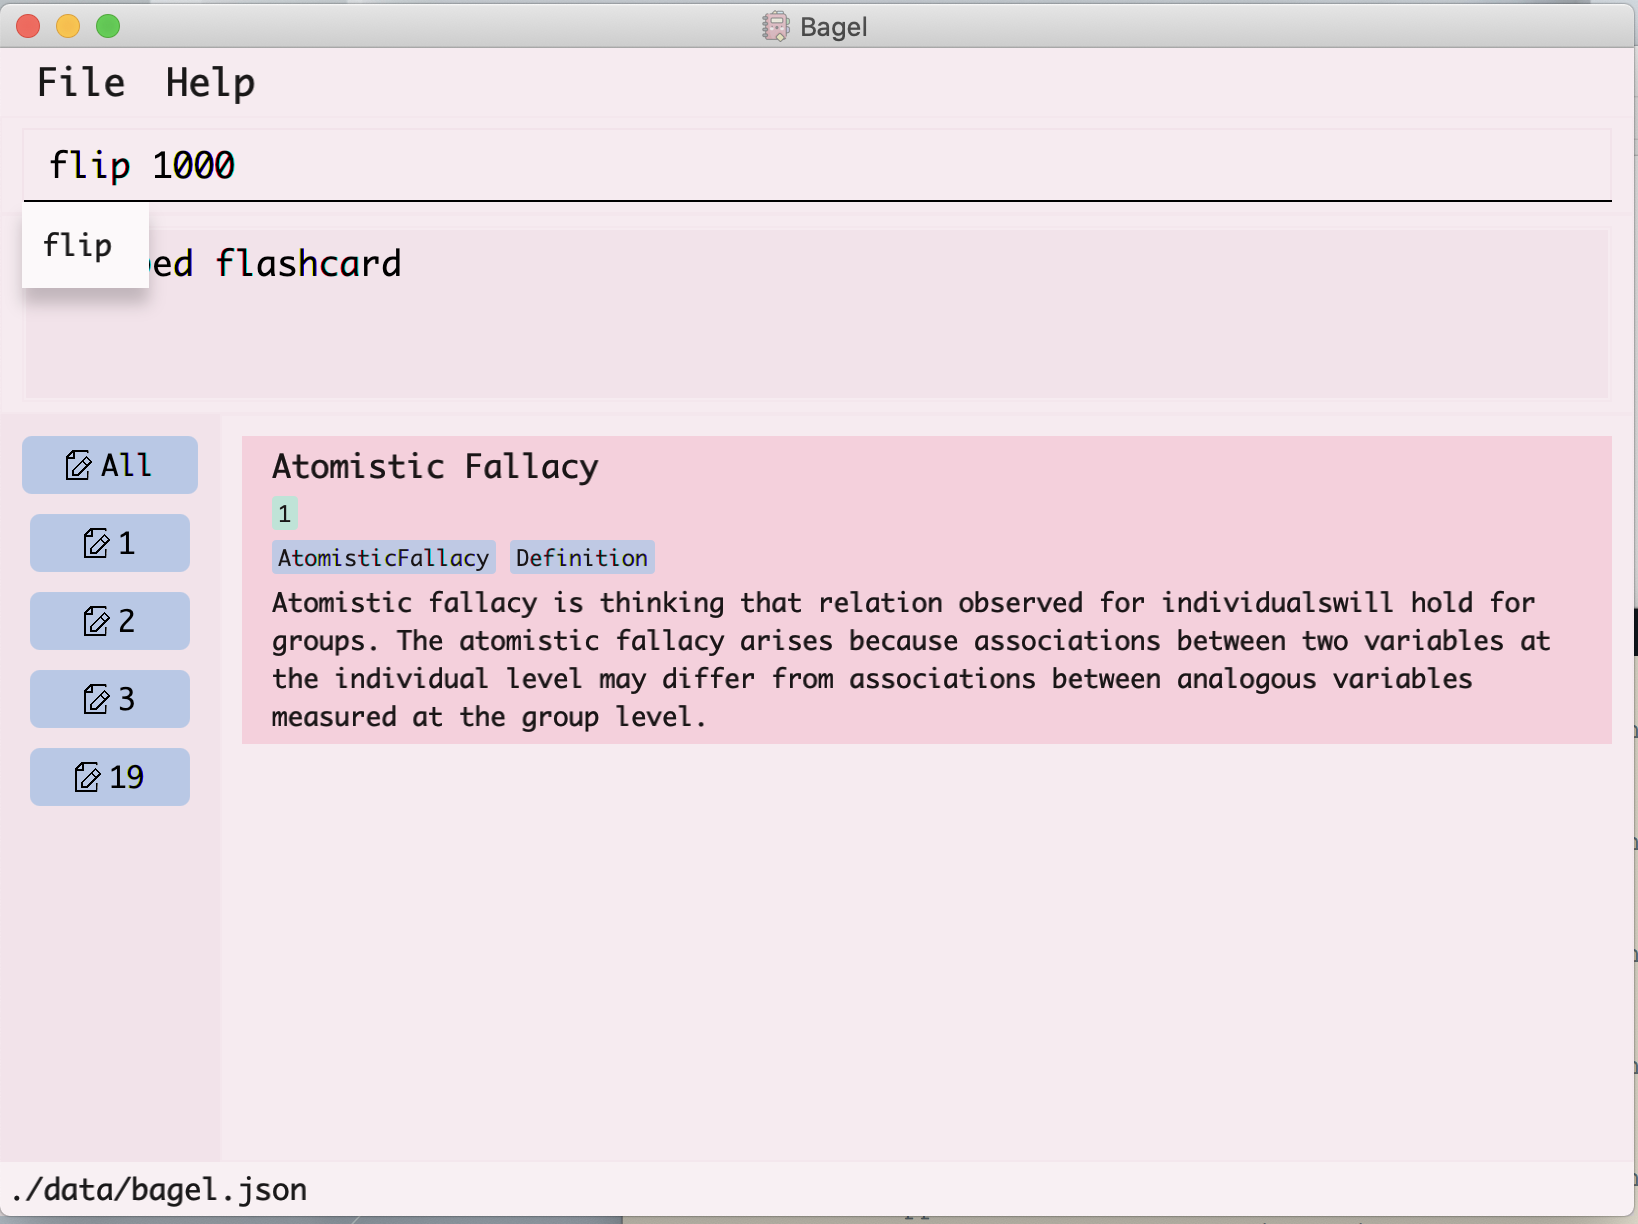 Bagel
File Help
flip 1000
flip
ed flashcard
All
1
2
3
19
Atomistic Fallacy
1
AtomisticFallacy Definition
Atomistic fallacy is thinking that relation observed for individualswill hold for
groups. The atomistic fallacy arises because associations between two variables at
the individual level may differ from associations between analogous variables
measured at the group level.
./data/bagel.json